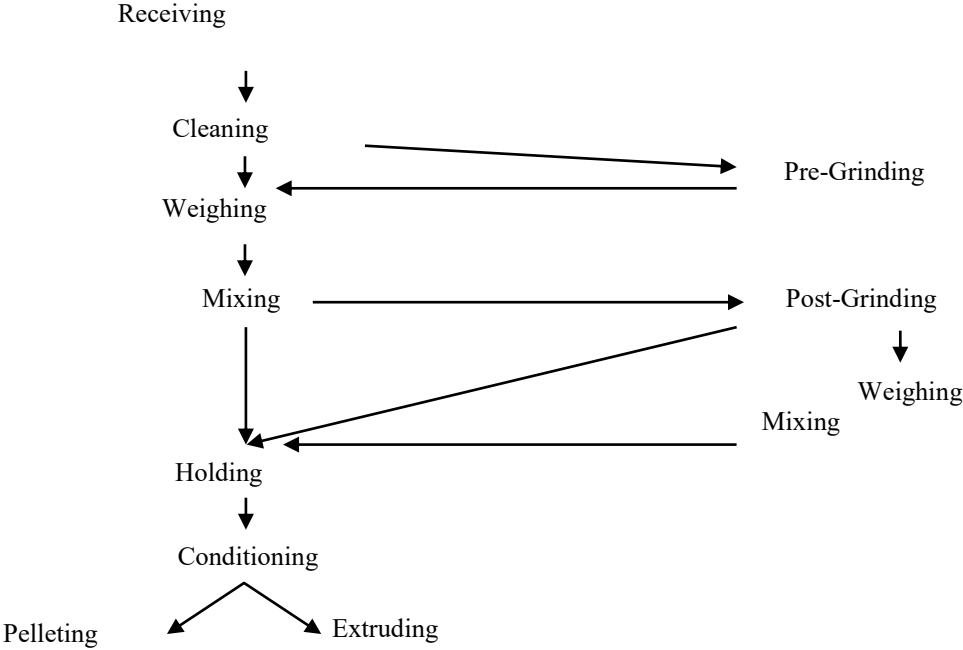 Receiving
Cleaning
Pre-Grinding
Weighing
Mixing
Post-Grinding
Weighing
Mixing
Holding
Conditioning
Pelleting
Extruding